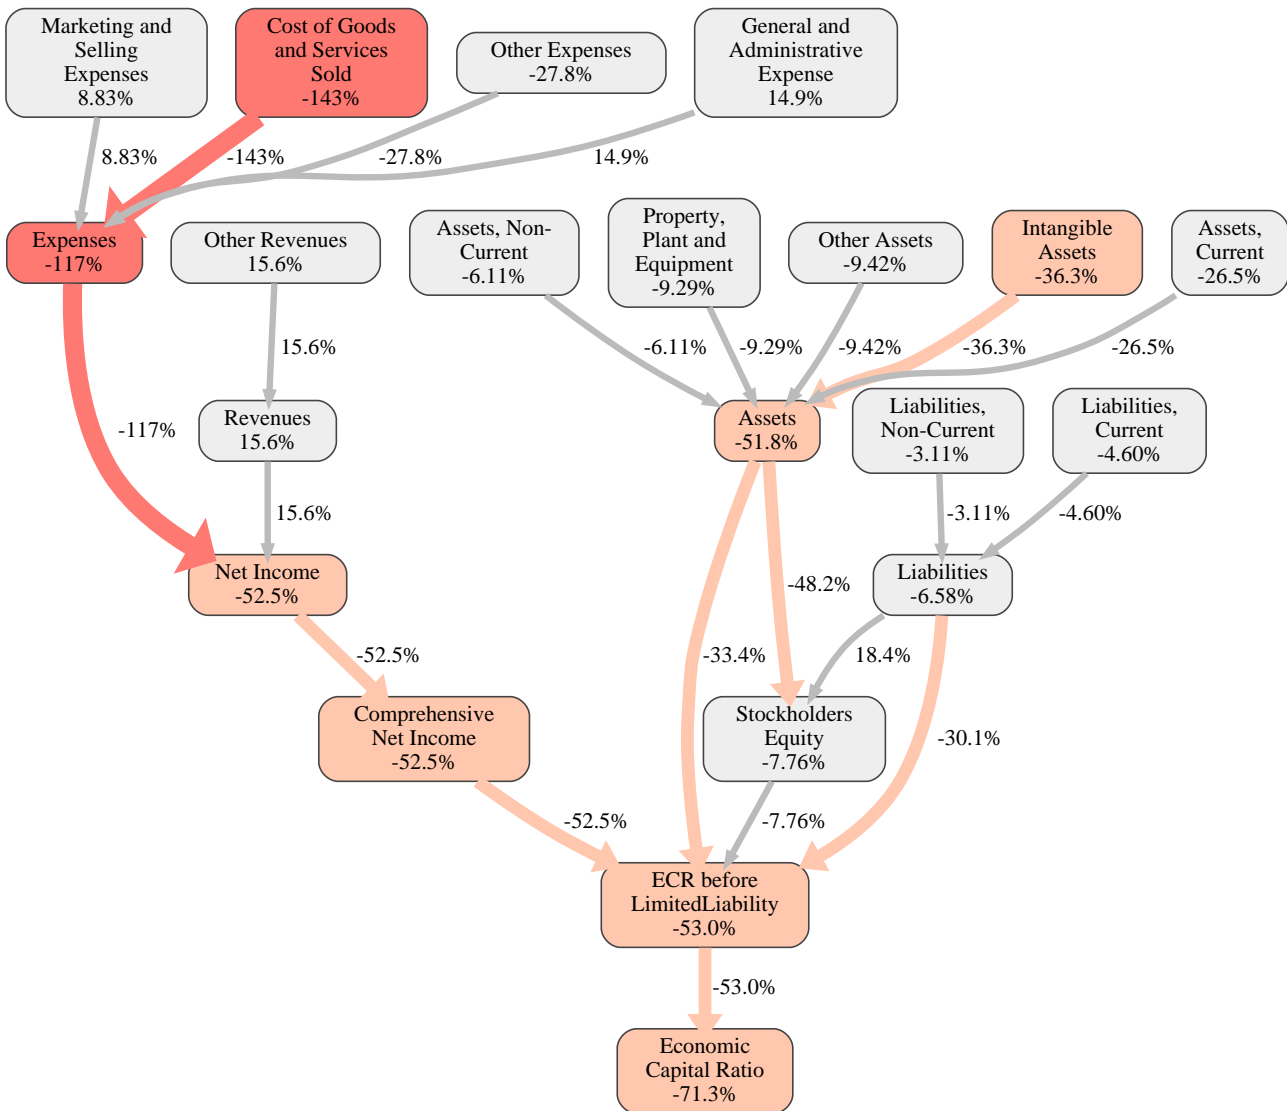 Marketing and
Selling
Expenses
8.83%
Cost of Goods
and Services
Sold
-143%
Other Expenses
-27.8%
General and
Administrative
Expense
14.9%
8.83%
-143%
-27.8%
14.9%
Expenses
-117%
Other Revenues
15.6%
Assets, Non-
Current
-6.11%
Property,
Plant and
Equipment
-9.29%
Other Assets
-9.42%
Intangible
Assets
-36.3%
Assets,
Current
-26.5%
15.6%
-6.11%
-9.29%
-9.42%
-36.3%
-26.5%
-117%
Revenues
15.6%
Assets
-51.8%
Liabilities,
Non-Current
-3.11%
Liabilities,
Current
-4.60%
15.6%
-3.11%
-4.60%
Net Income
-52.5%
-48.2%
Liabilities
-6.58%
-52.5%
-33.4%
18.4%
Comprehensive
Net Income
-52.5%
Stockholders
Equity
-7.76%
-30.1%
-52.5%
-7.76%
ECR before
LimitedLiability
-53.0%
-53.0%
Economic
Capital Ratio
-71.3%